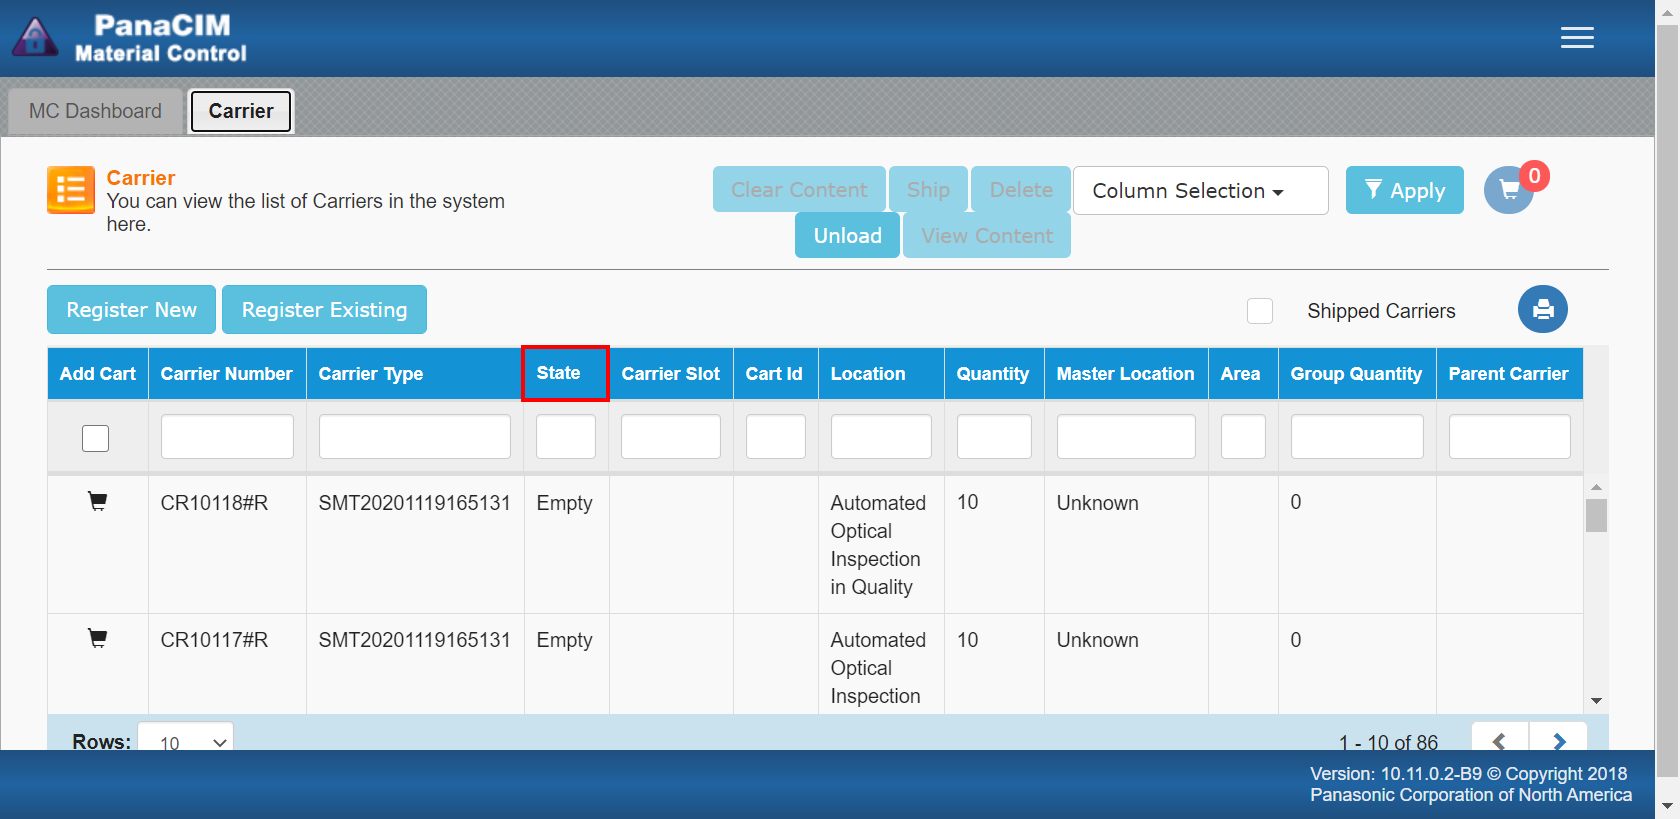 PanaCIM
Material Control
MC Dashboard
Carrier
Carrier
You can view the list of Carriers in the system
here.
Clear Content
Ship
Delete
Column Selection
Apply
0
Unload
View Content
Register New
Register Existing
Shipped Carriers
Add Cart
Carrier Number
Carrier Type
State
Carrier Slot
Cart Id
Location
Quantity
Master Location
Area
Group Quantity
Parent Carrier
CR10118#R
SMT20201119165131
Empty
Automated
Optical
Inspection
in Quality
10
Unknown
0
CR10117#R
SMT20201119165131
Empty
Automated
Optical
Inspection
10
Unknown
0
Rows:
10
1 - 10 of 86
Version: 10.11.0.2-B9 © Copyright 2018
Panasonic Corporation of North America